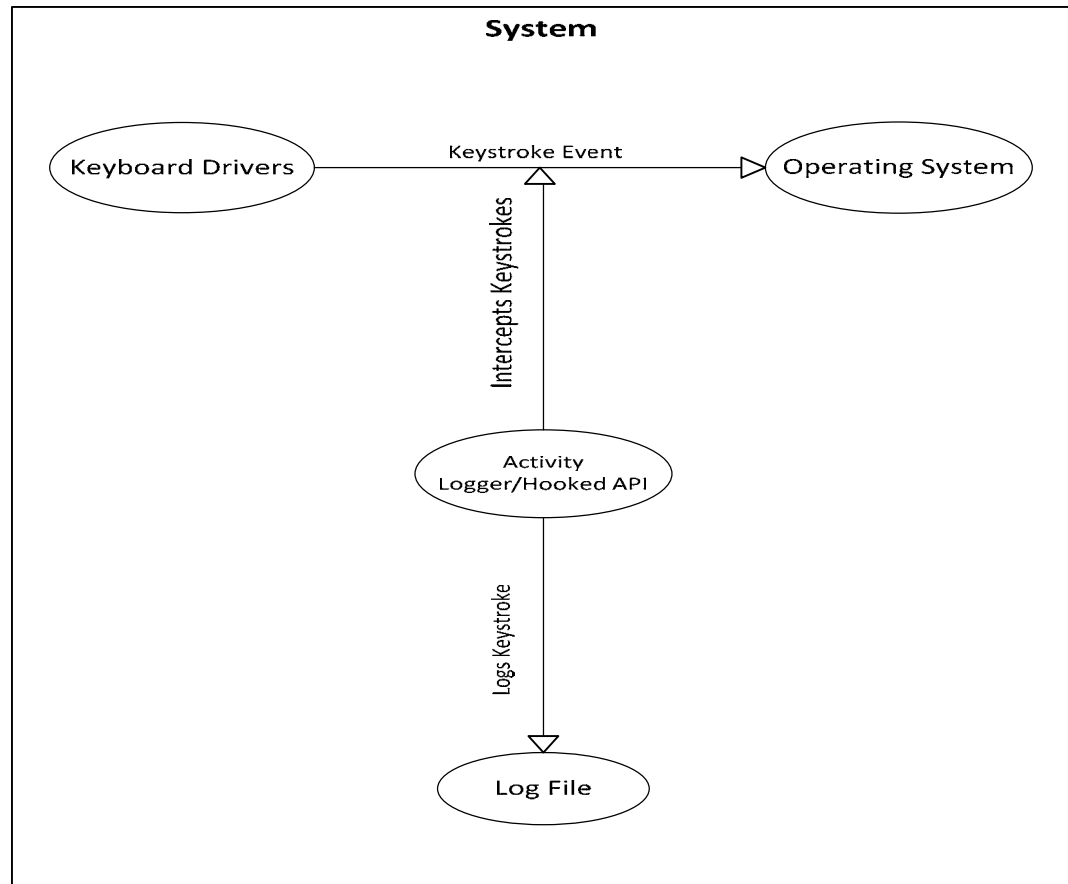 System
Keyboard Drivers
Keystroke Event
Operating System
Intercepts Keystrokes
Activity
Logger/Hooked API
Logs Keystroke
Log File